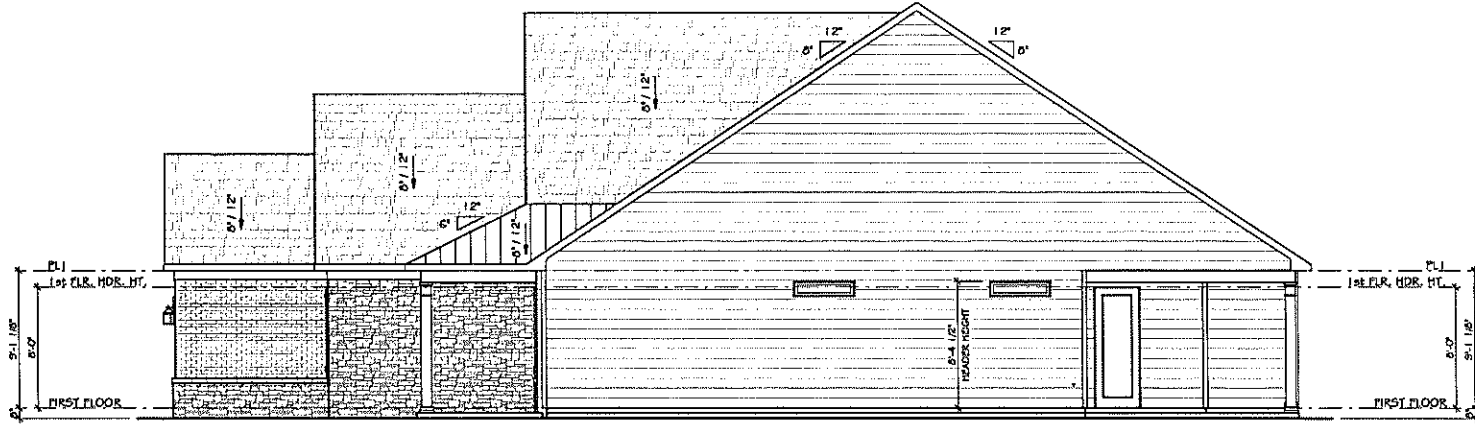 12"
8"
12"
8"
8"/12"
8"/12"
8"/12"
12"
6"
8"/12"
PL1
1st FLR. HDR. HT.
9'-1 1/8"
8'-0"
FIRST FLOOR
8"
8'-4 1/2"
HEADER HEIGHT
PL1
1st FLR. HDR. HT.
8'-0"
9'-1 1/8"
FIRST FLOOR
8"